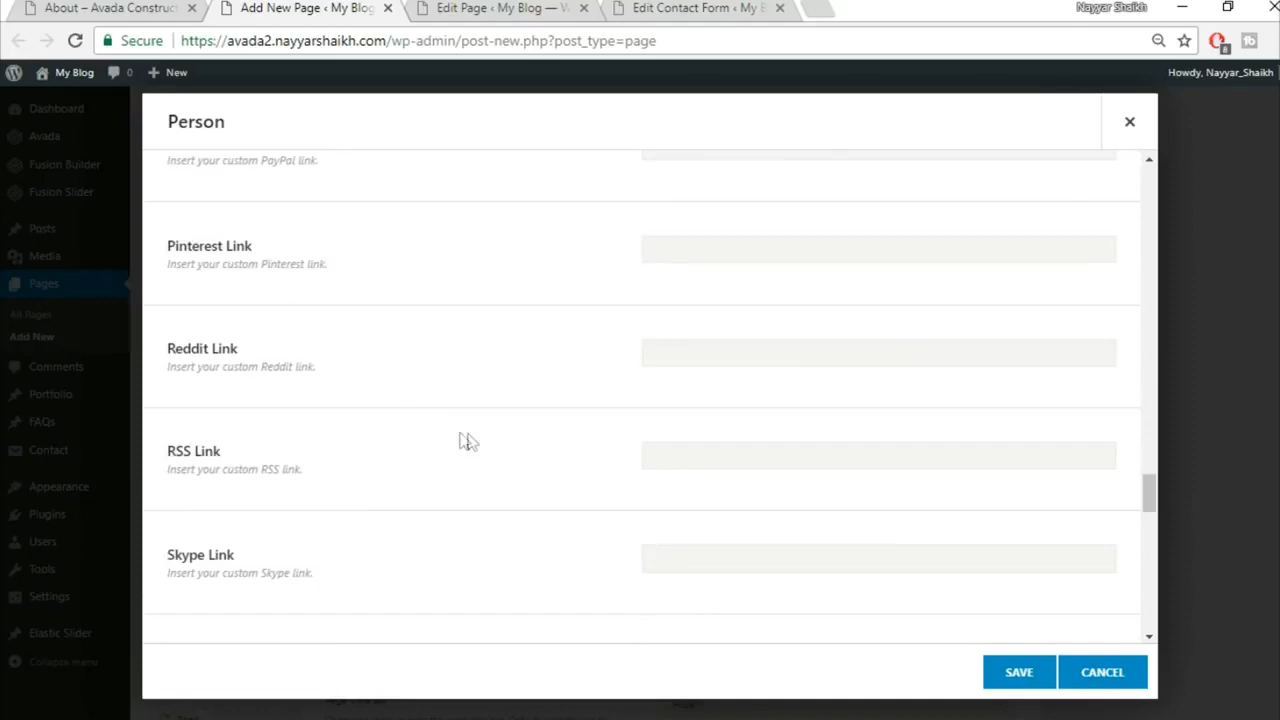 About – Avada Construct
Add New Page ‹ My Blog
Edit Page ‹ My Blog — W
Edit Contact Form ‹ My B
Nayyar Shaikh
Secure
https://avada2.nayyarshaikh.com/wp-admin/post-new.php?post_type=page
8
My Blog
0
New
Howdy, Nayyar_Shaikh
Dashboard
Avada
Fusion Builder
Fusion Slider
Posts
Media
Pages
All Pages
Add New
Comments
Portfolio
FAQs
Contact
Appearance
Plugins
Users
Tools
Settings
Elastic Slider
Collapse menu
Person
Insert your custom PayPal link.
Pinterest Link
Insert your custom Pinterest link.
Reddit Link
Insert your custom Reddit link.
RSS Link
Insert your custom RSS link.
Skype Link
Insert your custom Skype link.
SAVE
CANCEL